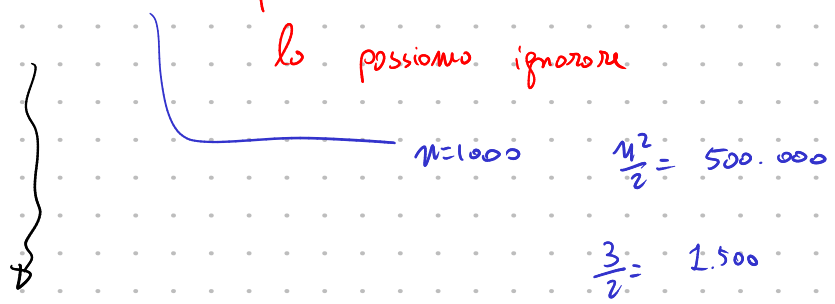 lo possiamo ignorare
n=1000 n²/2 = 500.000
3/2 = 1.500